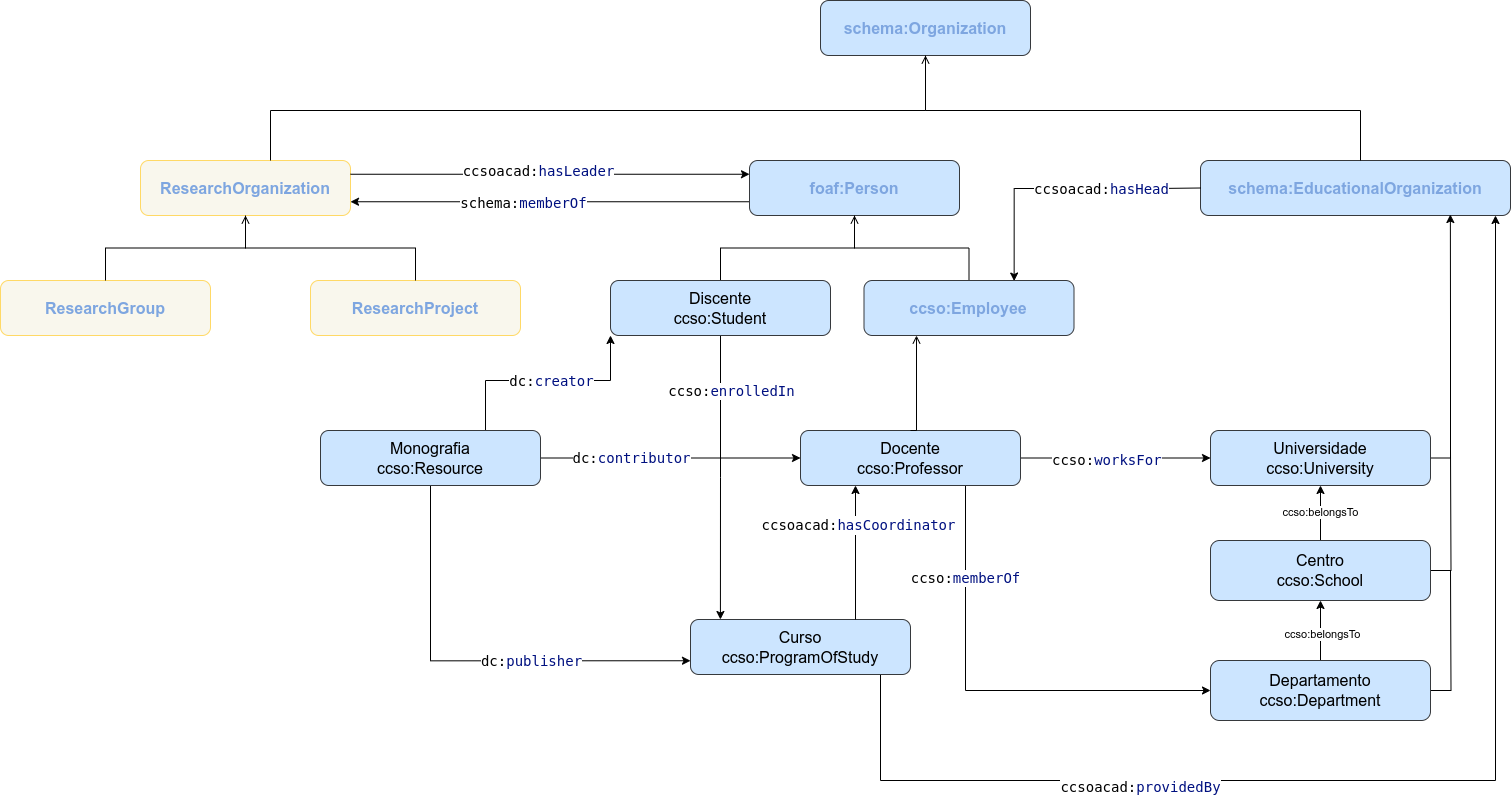 schema:Organization
ResearchOrganization
ccsoacad:hasLeader
schema:memberOf
foaf:Person
ccsoacad:hasHead
schema:EducationalOrganization
ResearchGroup
ResearchProject
Discente
ccso:Student
ccso:Employee
dc:creator
ccso:enrolledIn
Monografia
ccso:Resource
dc:contributor
Docente
ccso:Professor
ccso:worksFor
Universidade
ccso:University
ccso:belongsTo
ccsoacad:hasCoordinator
ccso:memberOf
Centro
ccso:School
ccso:belongsTo
dc:publisher
Curso
ccso:ProgramOfStudy
Departamento
ccso:Department
ccsoacad:providedBy